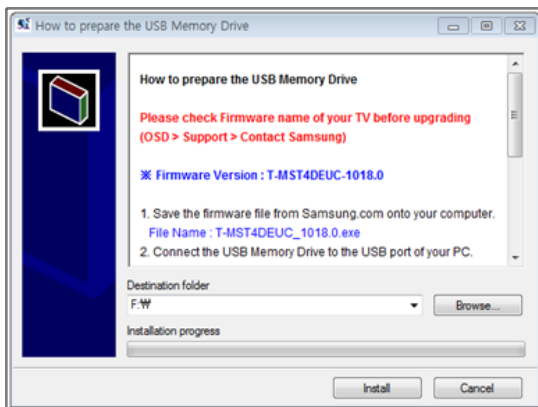 How to prepare the USB Memory Drive
How to prepare the USB Memory Drive
Please check Firmware name of your TV before upgrading
(OSD > Support > Contact Samsung)
※ Firmware Version : T-MST4DEUC-1018.0
1. Save the firmware file from Samsung.com onto your computer.
File Name : T-MST4DEUC_1018.0.exe
2. Connect the USB Memory Drive to the USB port of your PC.
Destination folder
F:₩
Browse...
Installation progress
Install
Cancel